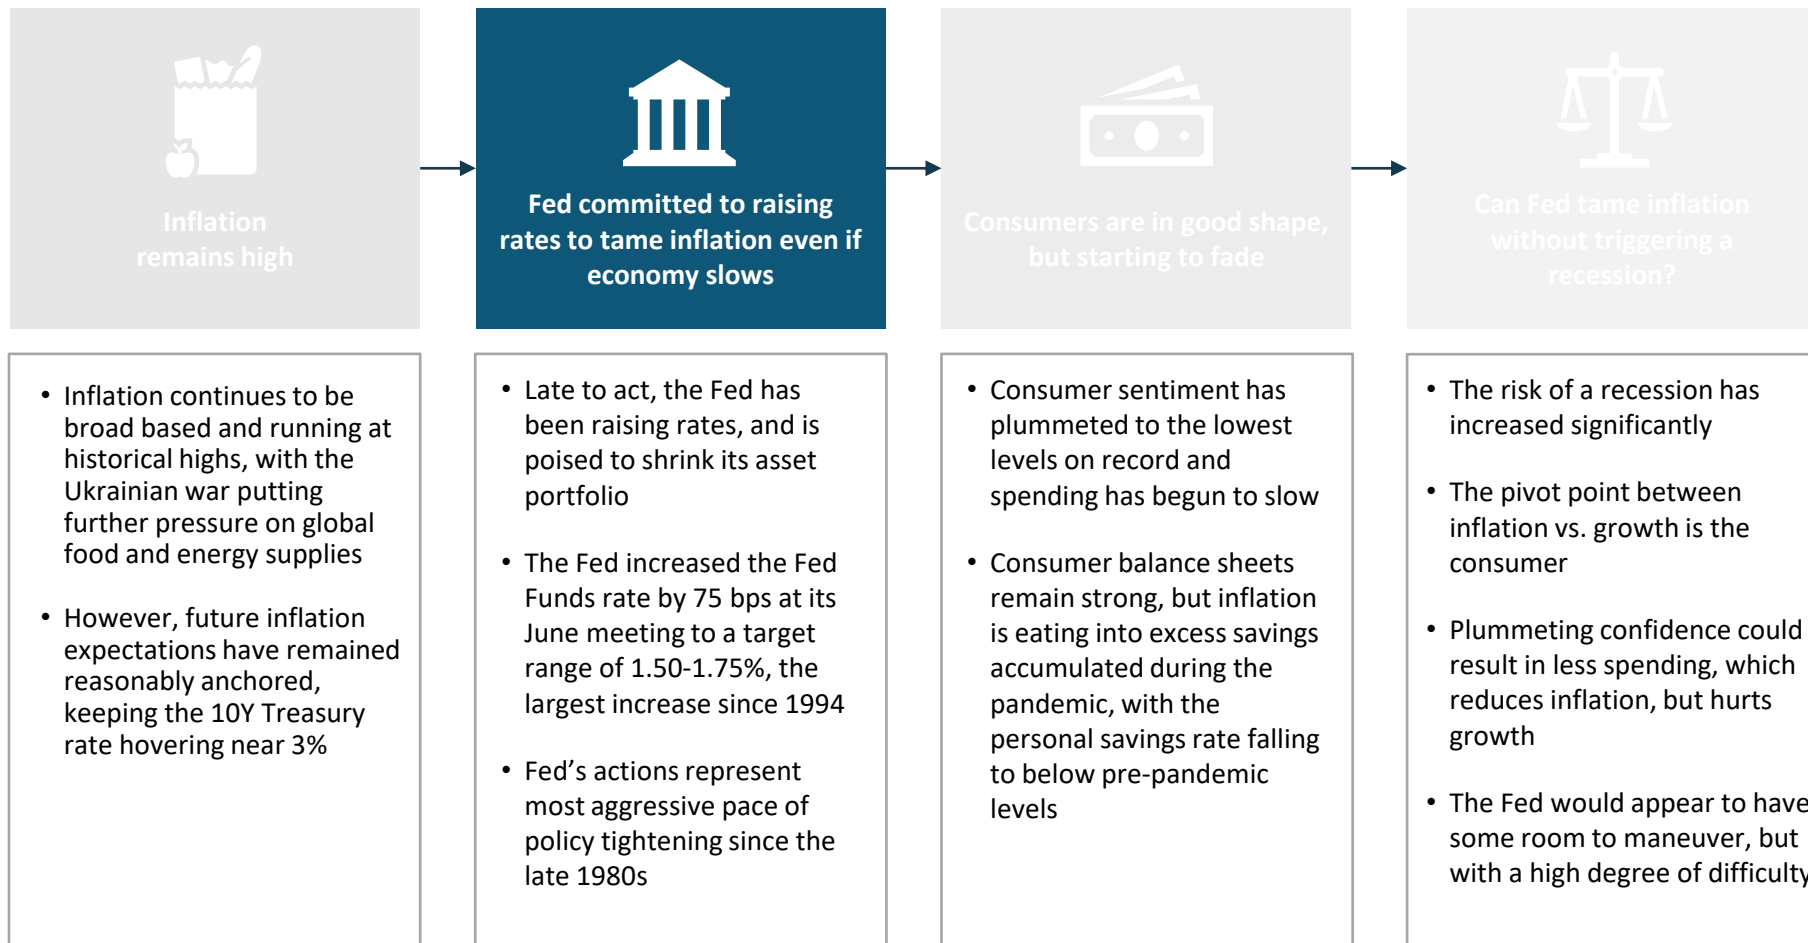 Inflation
remains high
Fed committed to raising
rates to tame inflation even if
economy slows
Consumers are in good shape,
but starting to fade
Can Fed tame inflation
without triggering a
recession?
• Inflation continues to be
broad based and running at
historical highs, with the
Ukrainian war putting
further pressure on global
food and energy supplies
• However, future inflation
expectations have remained
reasonably anchored,
keeping the 10Y Treasury
rate hovering near 3%
• Late to act, the Fed has
been raising rates, and is
poised to shrink its asset
portfolio
• The Fed increased the Fed
Funds rate by 75 bps at its
June meeting to a target
range of 1.50-1.75%, the
largest increase since 1994
• Fed’s actions represent
most aggressive pace of
policy tightening since the
late 1980s
• Consumer sentiment has
plummeted to the lowest
levels on record and
spending has begun to slow
• Consumer balance sheets
remain strong, but inflation
is eating into excess savings
accumulated during the
pandemic, with the
personal savings rate falling
to below pre-pandemic
levels
• The risk of a recession has
increased significantly
• The pivot point between
inflation vs. growth is the
consumer
• Plummeting confidence could
result in less spending, which
reduces inflation, but hurts
growth
• The Fed would appear to have
some room to maneuver, but
with a high degree of difficulty